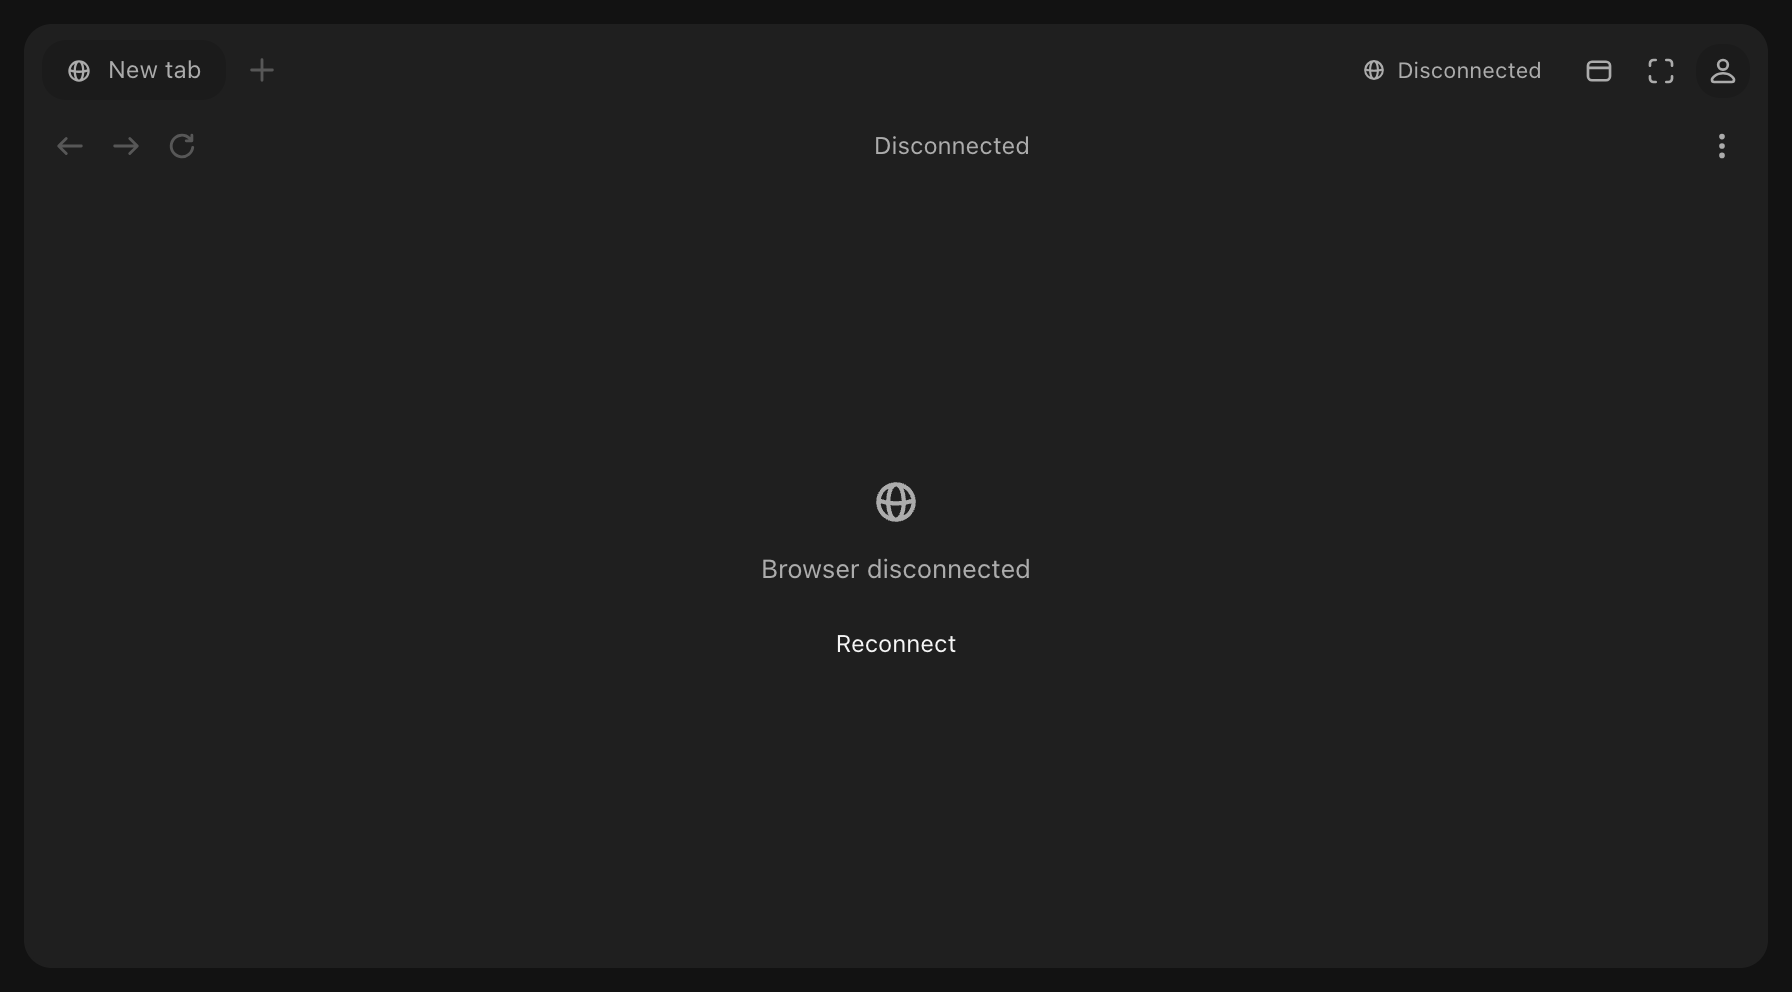 New tab
Disconnected
Disconnected
Browser disconnected
Reconnect